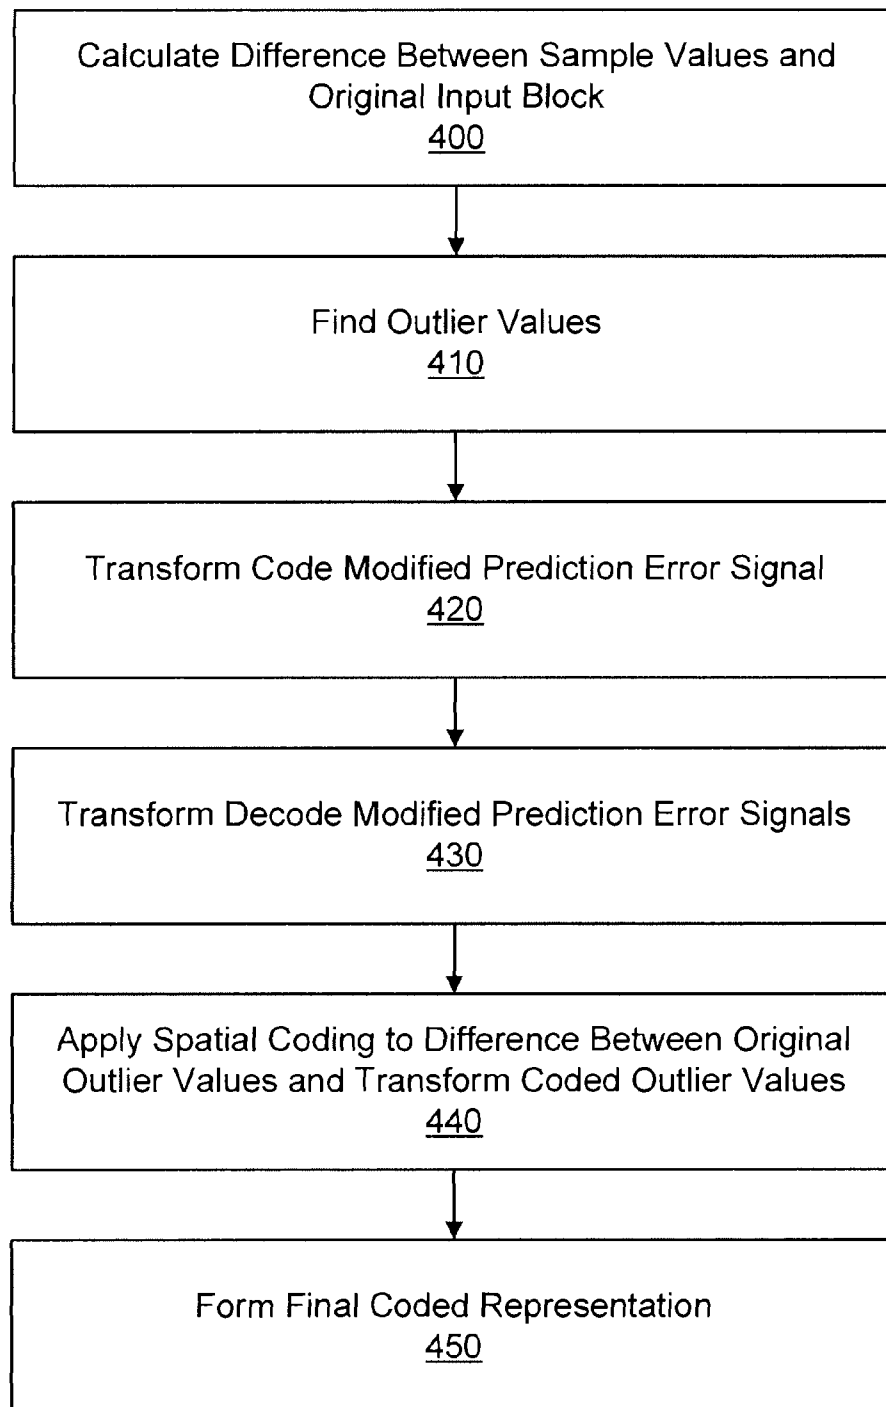 Calculate Difference Between Sample Values and
Original Input Block
400
Find Outlier Values
410
Transform Code Modified Prediction Error Signal
420
Transform Decode Modified Prediction Error Signals
430
Apply Spatial Coding to Difference Between Original
Outlier Values and Transform Coded Outlier Values
440
Form Final Coded Representation
450